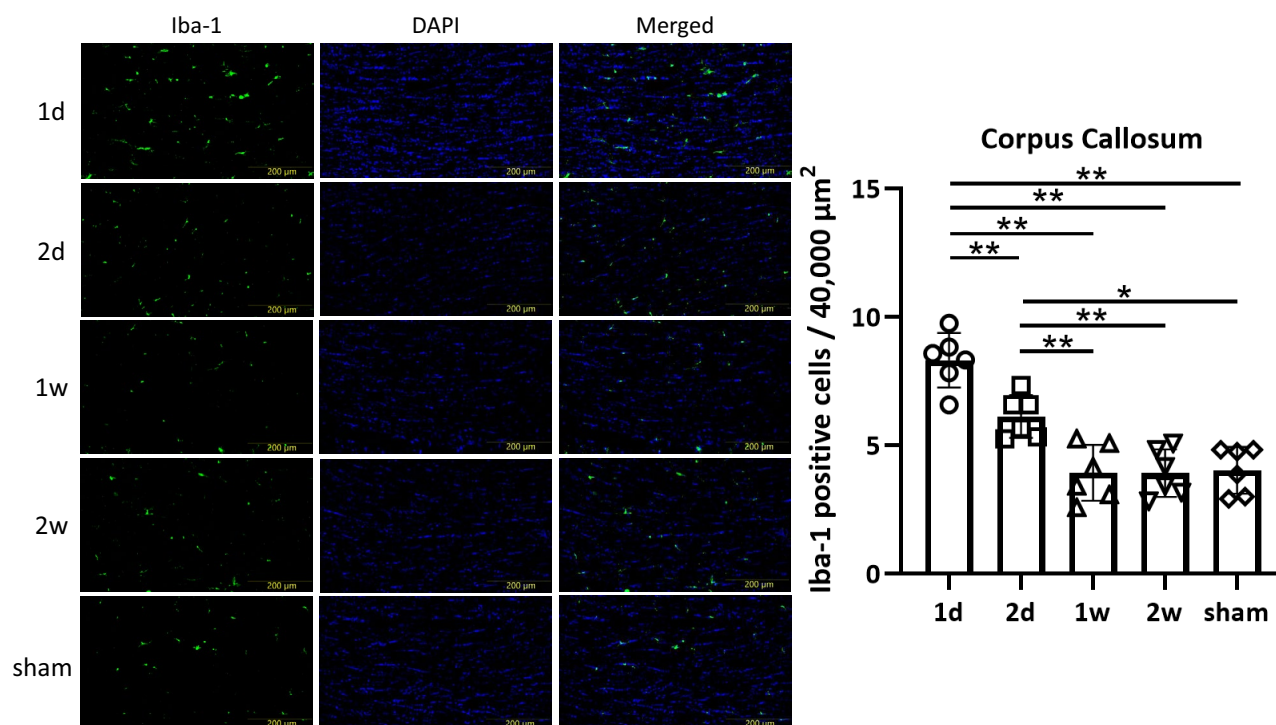 Iba-1 DAPI Merged
1d
200 µm 200 µm 200 µm
2d
200 µm 200 µm 200 µm
1w
200 µm 200 µm 200 µm
2w
200 µm 200 µm 200 µm
sham
200 µm 200 µm 200 µm
Corpus Callosum
Iba-1 positive cells / 40,000 µm²
15
10
5
0
**
**
**
**
*
**
**
1d 2d 1w 2w sham